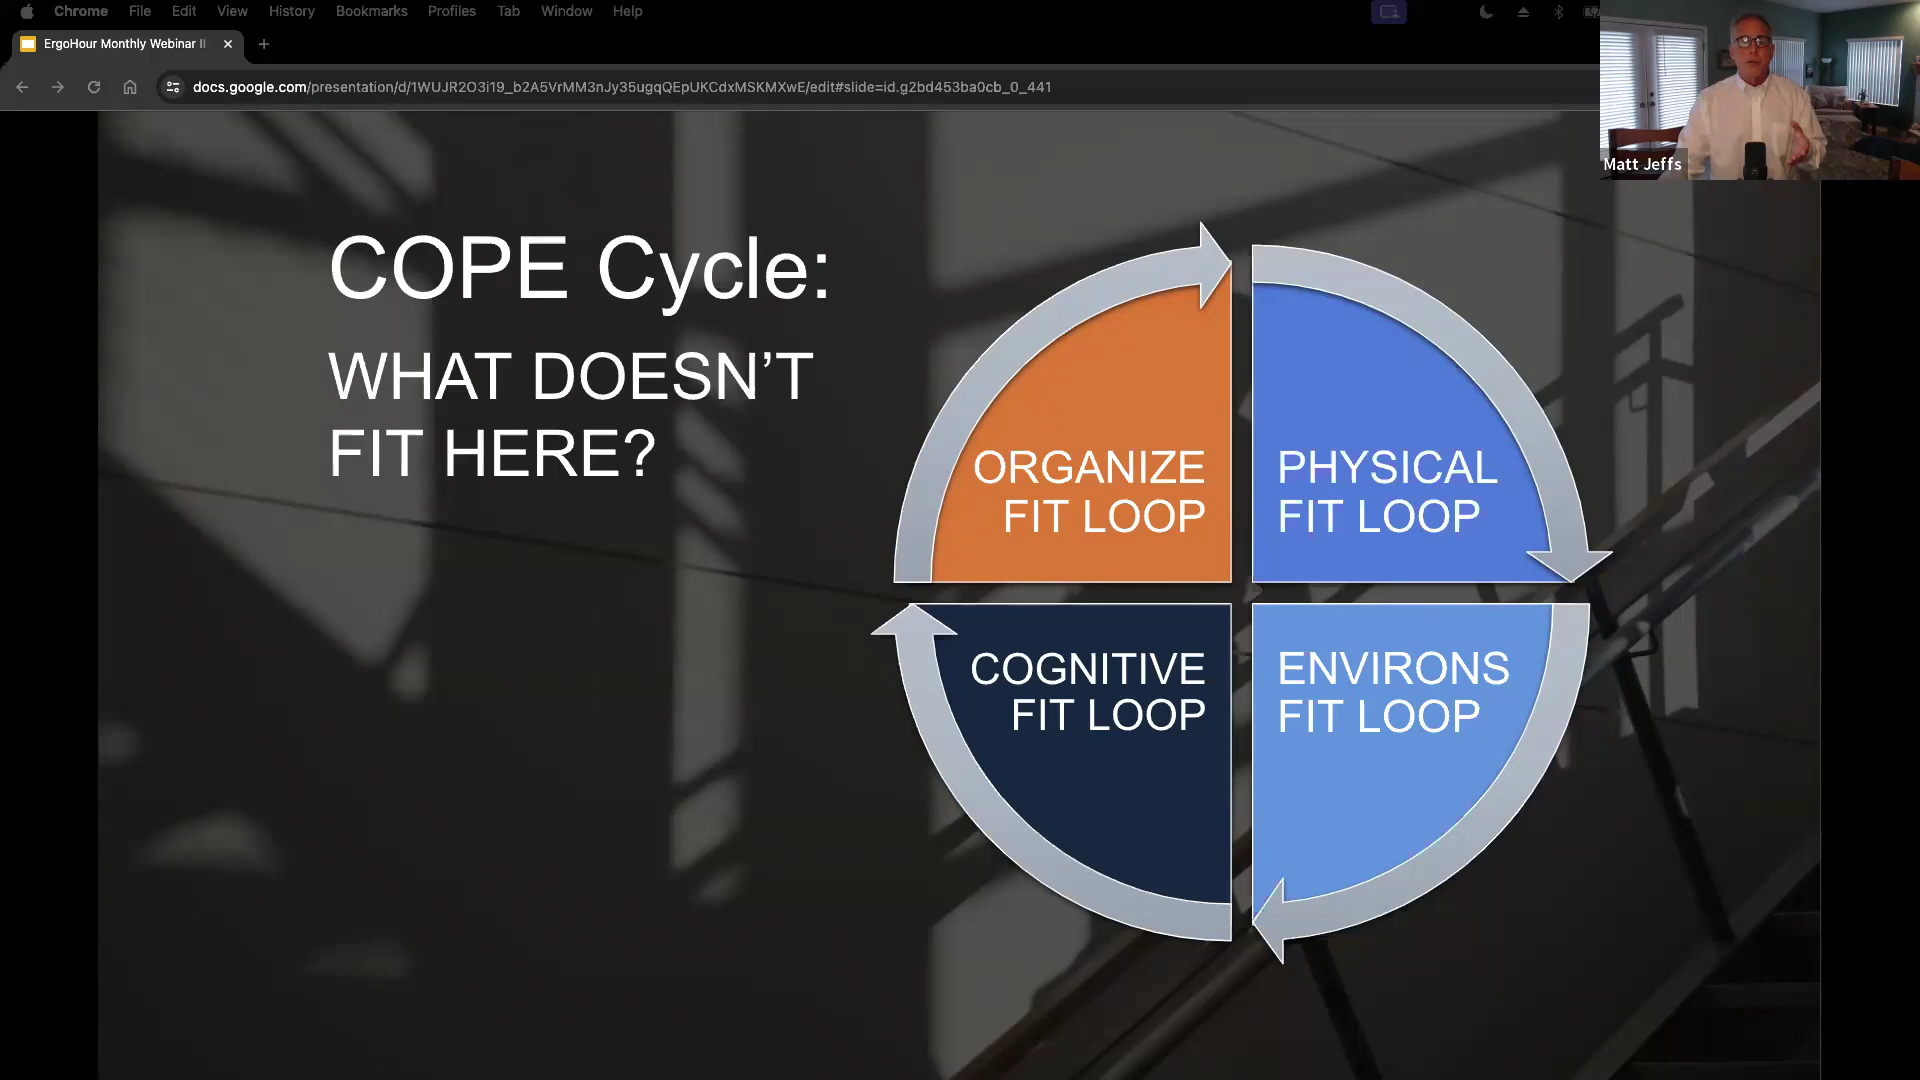 Chrome File Edit View History Bookmarks Profiles Tab Window Help
ErgoHour Monthly Webinar II
docs.google.com/presentation/d/1WUJR2O3i19_b2A5VrMM3nJy35ugqQEpUKCdxMSKMXwE/edit#slide=id.g2bd453ba0cb_0_441
Matt Jeffs
COPE Cycle:
WHAT DOESN’T
FIT HERE?
ORGANIZE
FIT LOOP
PHYSICAL
FIT LOOP
COGNITIVE
FIT LOOP
ENVIRONS
FIT LOOP